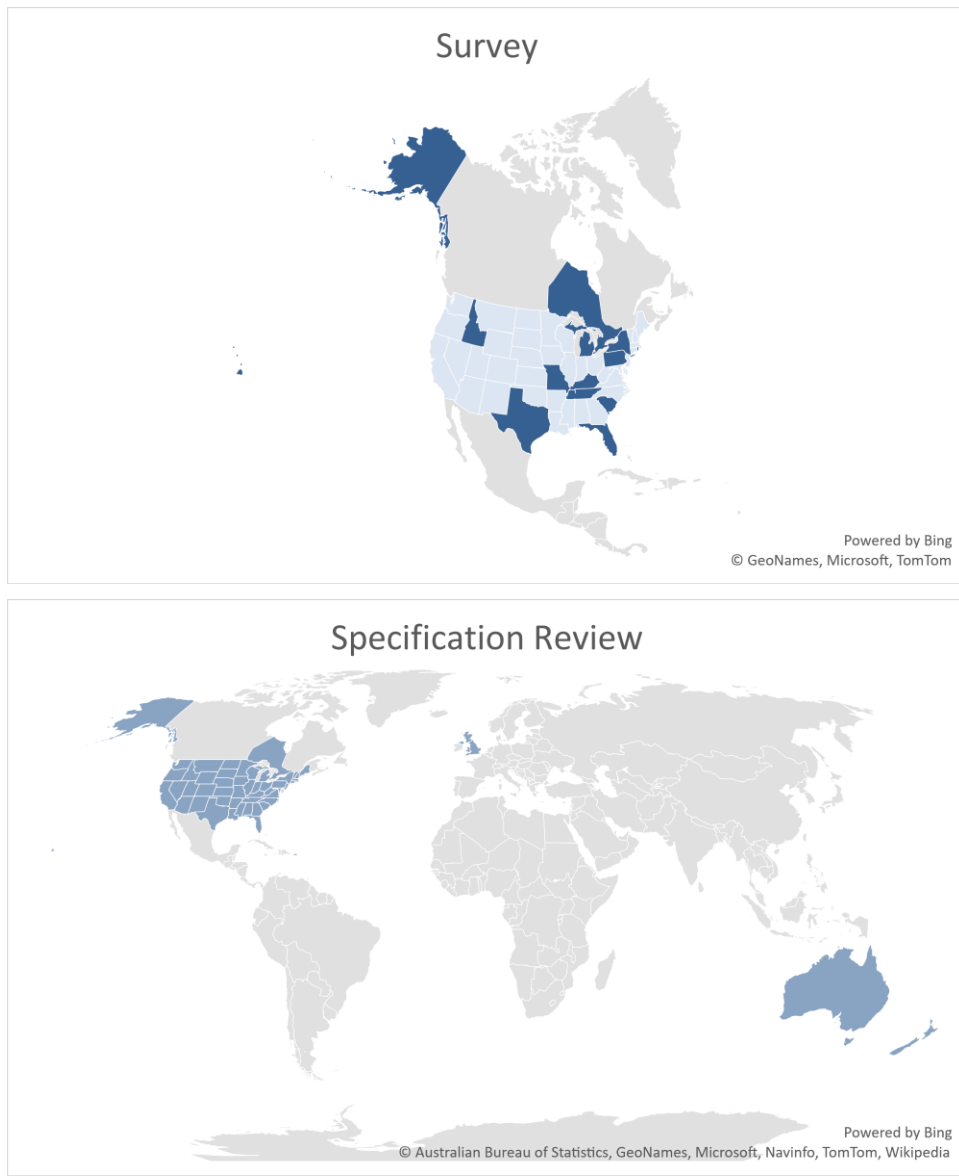 Survey
Powered by Bing
© GeoNames, Microsoft, TomTom
Specification Review
Powered by Bing
© Australian Bureau of Statistics, GeoNames, Microsoft, Navinfo, TomTom, Wikipedia